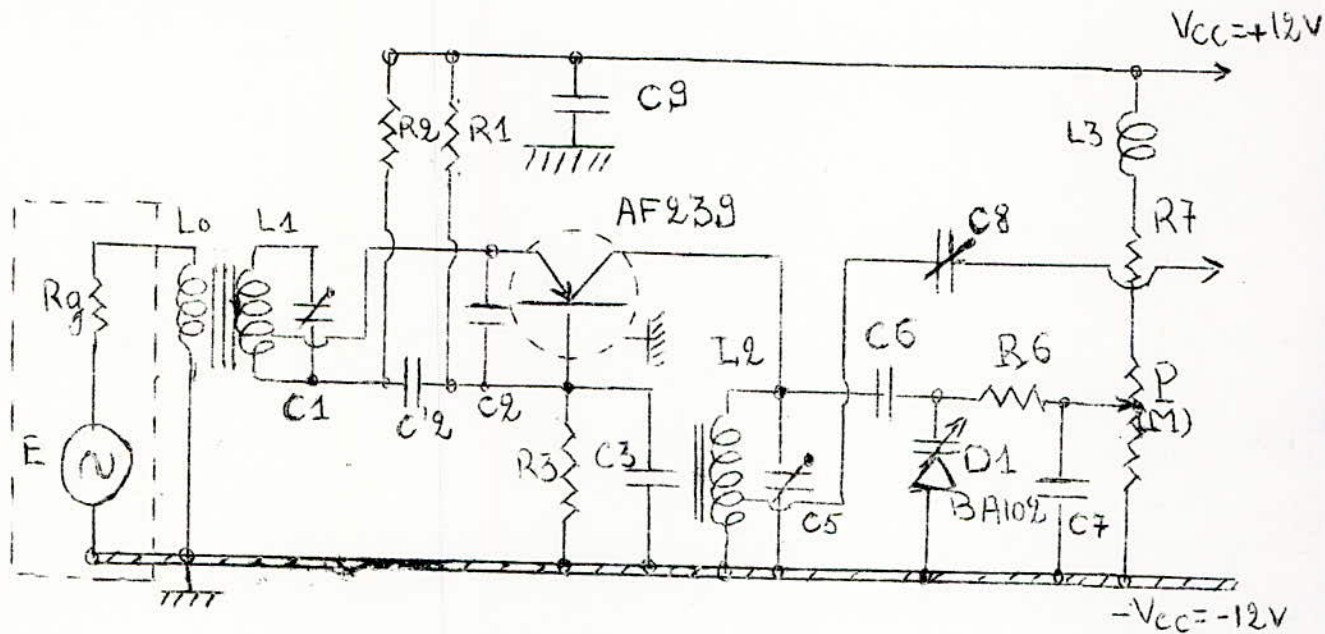 VCC=+12V
C9
R2
R1
L3
AF239
C8
R7
Lo
L1
Rg
C6
R6
L2
P
(M)
C1
C'2
C2
R3
C3
D1
E
C5
BA102
C7
-VCC=-12V